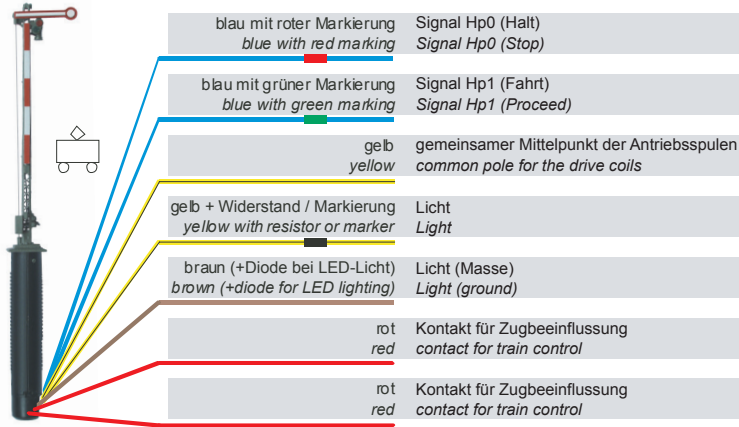 blau mit roter Markierung Signal Hp0 (Halt)
blue with red marking Signal Hp0 (Stop)
blau mit grüner Markierung Signal Hp1 (Fahrt)
blue with green marking Signal Hp1 (Proceed)
gelb gemeinsamer Mittelpunkt der Antriebsspulen
yellow common pole for the drive coils
gelb + Widerstand / Markierung Licht
yellow with resistor or marker Light
braun (+Diode bei LED-Licht) Licht (Masse)
brown (+diode for LED lighting) Light (ground)
rot Kontakt für Zugbeeinflussung
red contact for train control
rot Kontakt für Zugbeeinflussung
red contact for train control